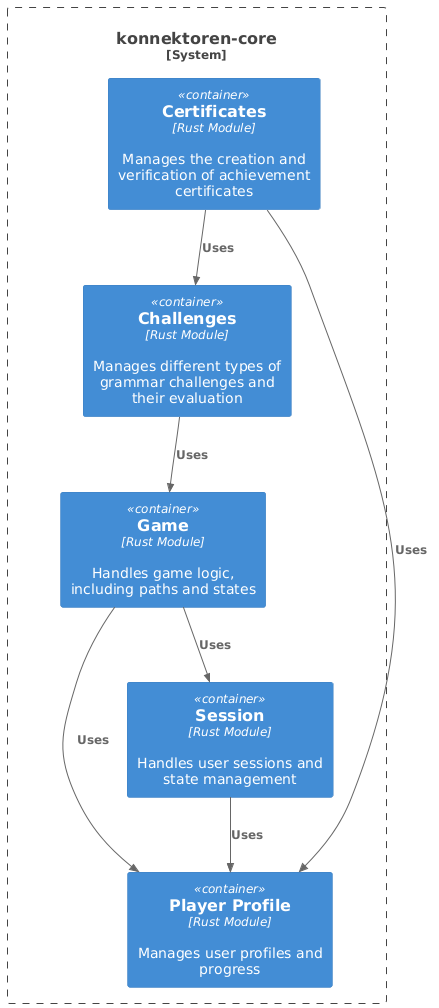 konnektoren-core
[System]
«container»
Certificates
[Rust Module]
Manages the creation and
verification of achievement
certificates
Uses
«container»
Challenges
[Rust Module]
Manages different types of
grammar challenges and
their evaluation
Uses
«container»
Game
[Rust Module]
Handles game logic,
including paths and states
Uses
Uses
«container»
Session
[Rust Module]
Handles user sessions and
state management
Uses
Uses
«container»
Player Profile
[Rust Module]
Manages user profiles and
progress